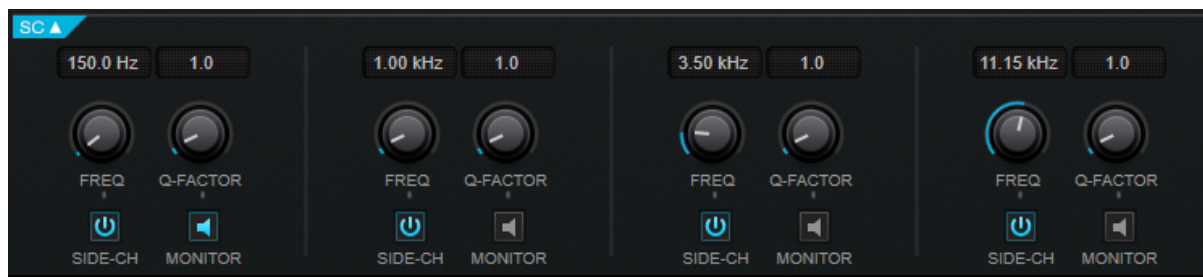 SC
150.0 Hz 1.0 1.00 kHz 1.0 3.50 kHz 1.0 11.15 kHz 1.0
FREQ Q-FACTOR FREQ Q-FACTOR FREQ Q-FACTOR FREQ Q-FACTOR
SIDE-CH MONITOR SIDE-CH MONITOR SIDE-CH MONITOR SIDE-CH MONITOR